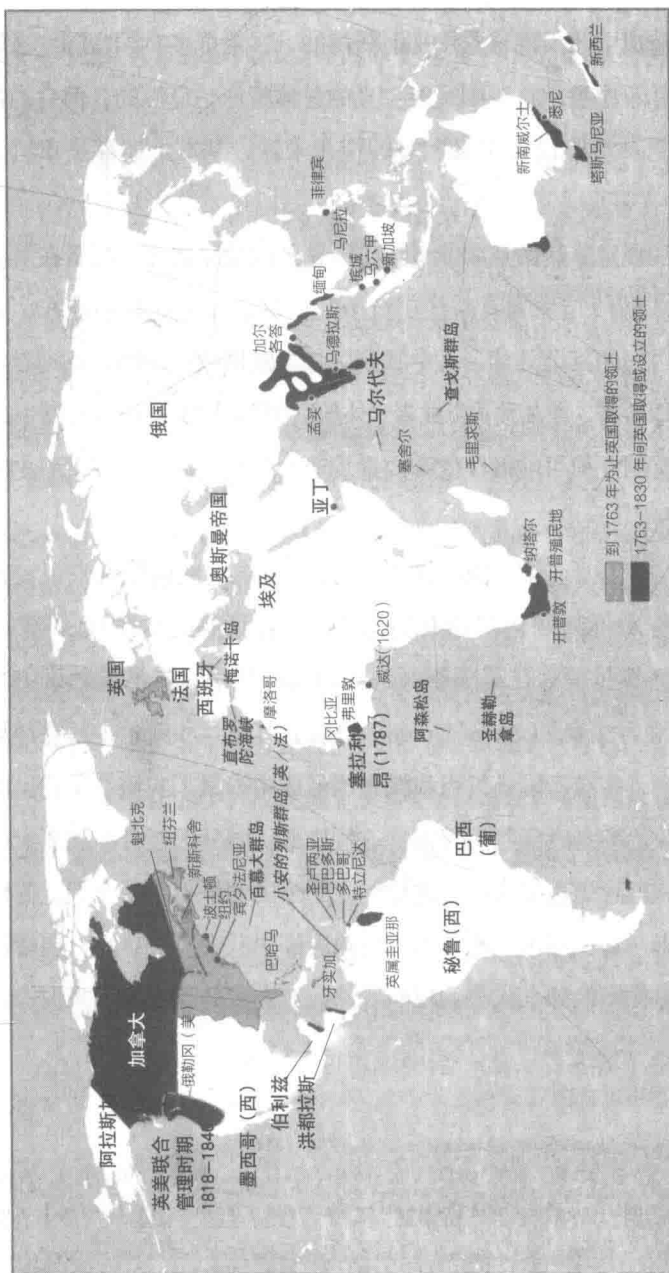 阿拉斯加
英美联合
管理时期
1818–1846
加拿大
俄勒冈（美）
墨西哥（西）
伯利兹
洪都拉斯
魁北克
纽芬兰
新斯科舍
波士顿
纽约
宾夕法尼亚
百慕大群岛
巴哈马
小安的列斯群岛(英／法)
牙买加
圣卢西亚
巴巴多斯
多巴哥
特立尼达
英属圭亚那
秘鲁（西）
巴西
（葡）
英国
法国
西班牙
直布罗
陀海峡
梅诺卡岛
摩洛哥
冈比亚
弗里敦
塞拉利
昂 (1787)
威达(1620)
阿森松岛
圣赫勒
拿岛
奥斯曼帝国
埃及
俄国
亚丁
纳塔尔
开普殖民地
开普敦
加尔
各答
孟买
马德拉斯
马尔代夫
塞舌尔
查戈斯群岛
毛里求斯
缅甸
槟城
马六甲
新加坡
马尼拉
菲律宾
新南威尔士
悉尼
塔斯马尼亚
新西兰
到 1763 年为止英国取得的领土
1763–1830 年间英国取得或设立的领土